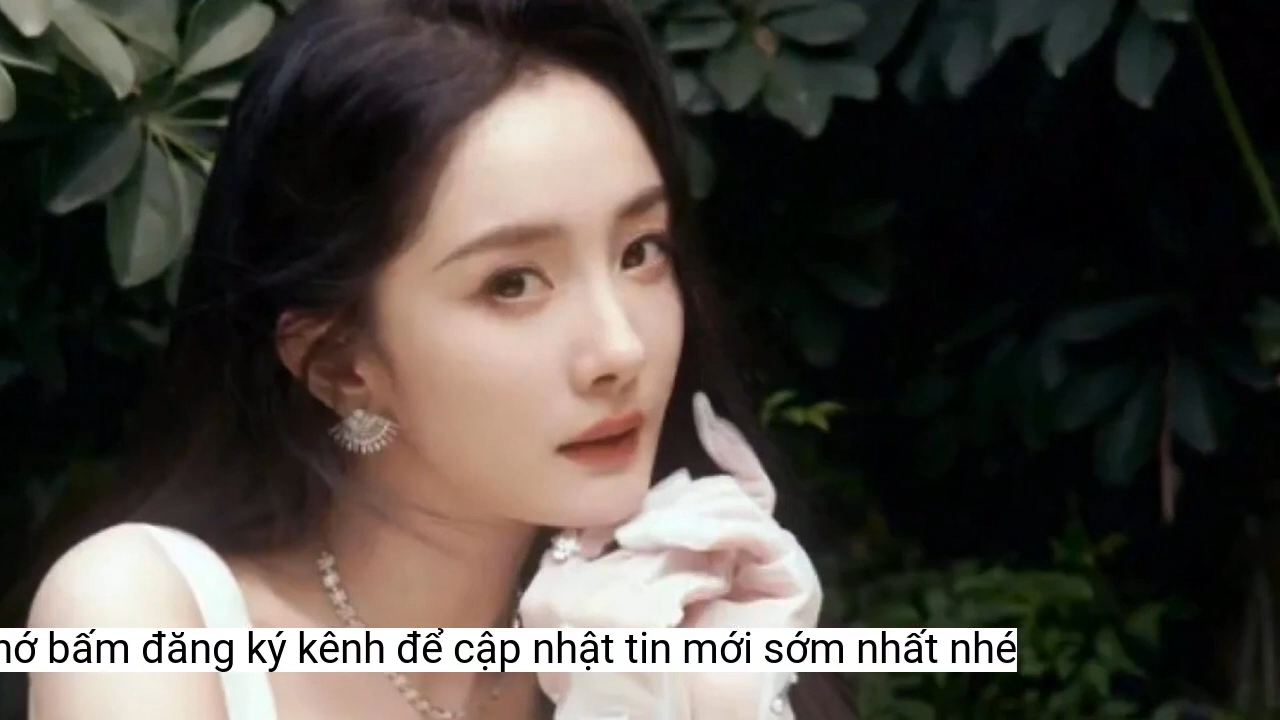 hớ bấm đăng ký kênh để cập nhật tin mới sớm nhất nhé